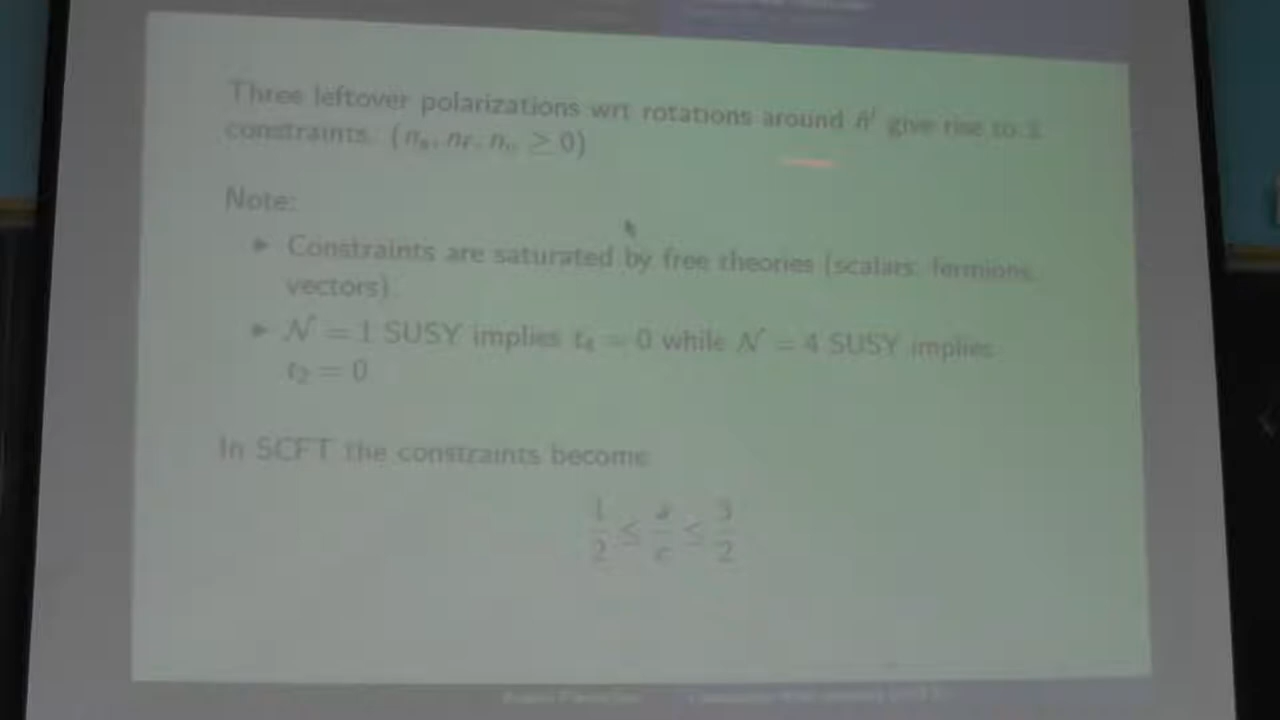 Three leftover polarizations wrt rotations around n̂ⁱ give rise to 3
constraints. (nₛ, n_f, nᵥ ≥ 0)
Note:
▸ Constraints are saturated by free theories (scalars, fermions,
vectors).
▸ 𝒩 = 1 SUSY implies t₄ = 0 while 𝒩 = 4 SUSY implies
t₂ = 0
In SCFT the constraints become
1/2 ≤ a/c ≤ 3/2